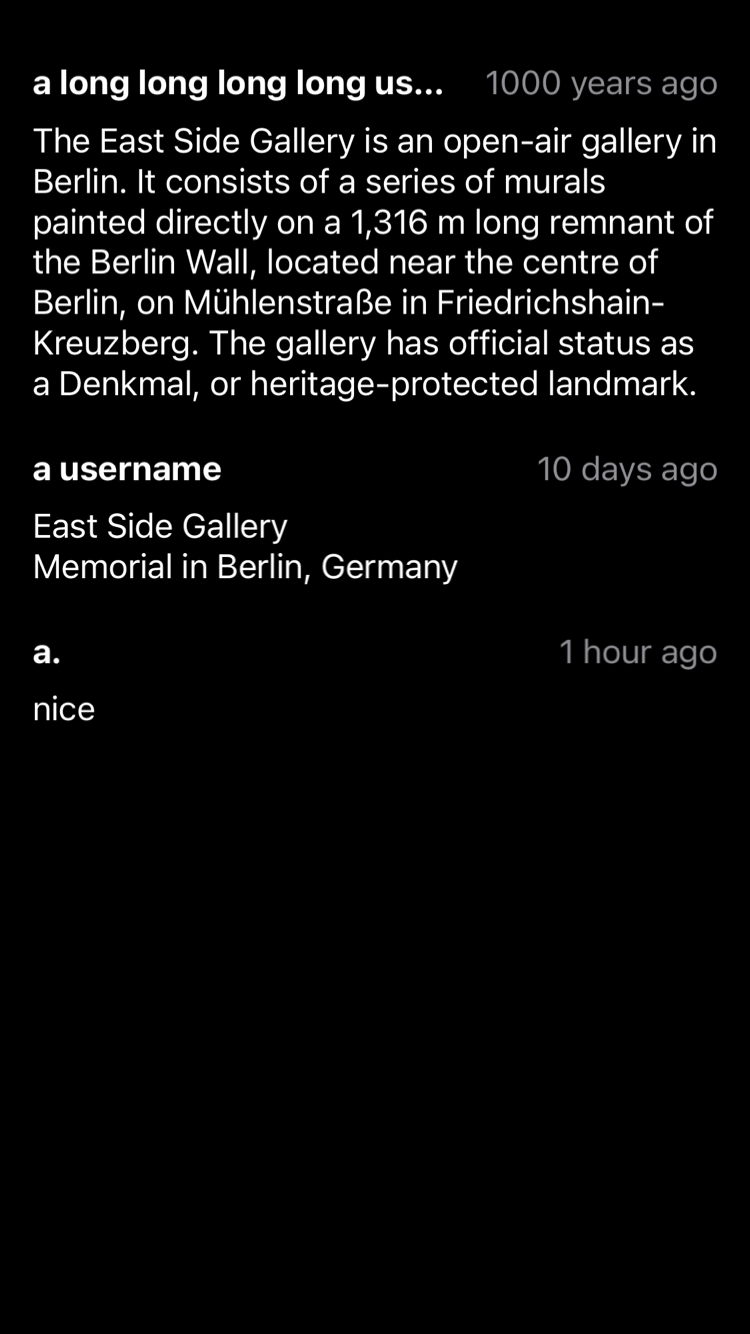 a long long long long us...
1000 years ago
The East Side Gallery is an open-air gallery in
Berlin. It consists of a series of murals
painted directly on a 1,316 m long remnant of
the Berlin Wall, located near the centre of
Berlin, on Mühlenstraße in Friedrichshain-
Kreuzberg. The gallery has official status as
a Denkmal, or heritage-protected landmark.
a username
10 days ago
East Side Gallery
Memorial in Berlin, Germany
a.
1 hour ago
nice